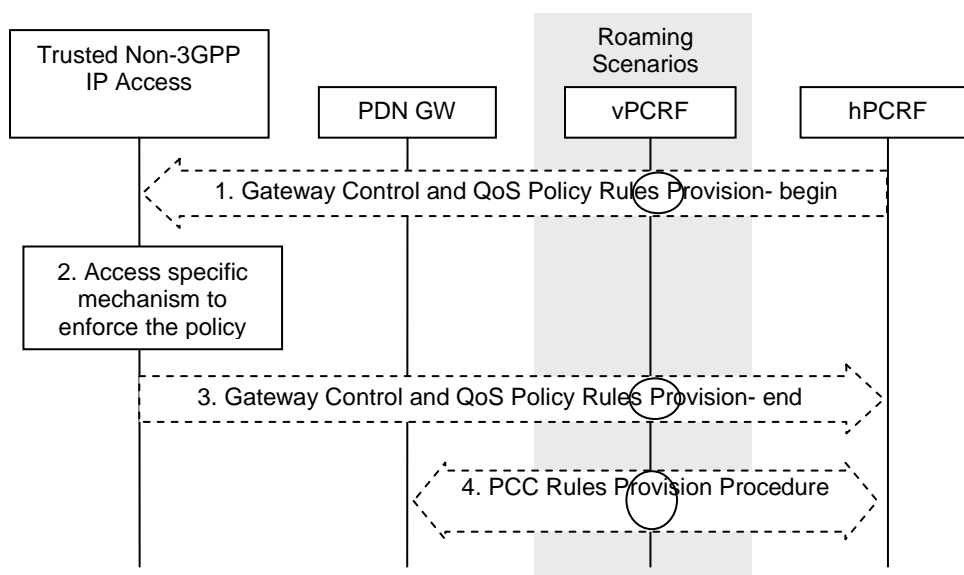 Trusted Non-3GPP
IP Access
PDN GW
Roaming
Scenarios
vPCRF
hPCRF
1. Gateway Control and QoS Policy Rules Provision- begin
2. Access specific
mechanism to
enforce the policy
3. Gateway Control and QoS Policy Rules Provision- end
4. PCC Rules Provision Procedure